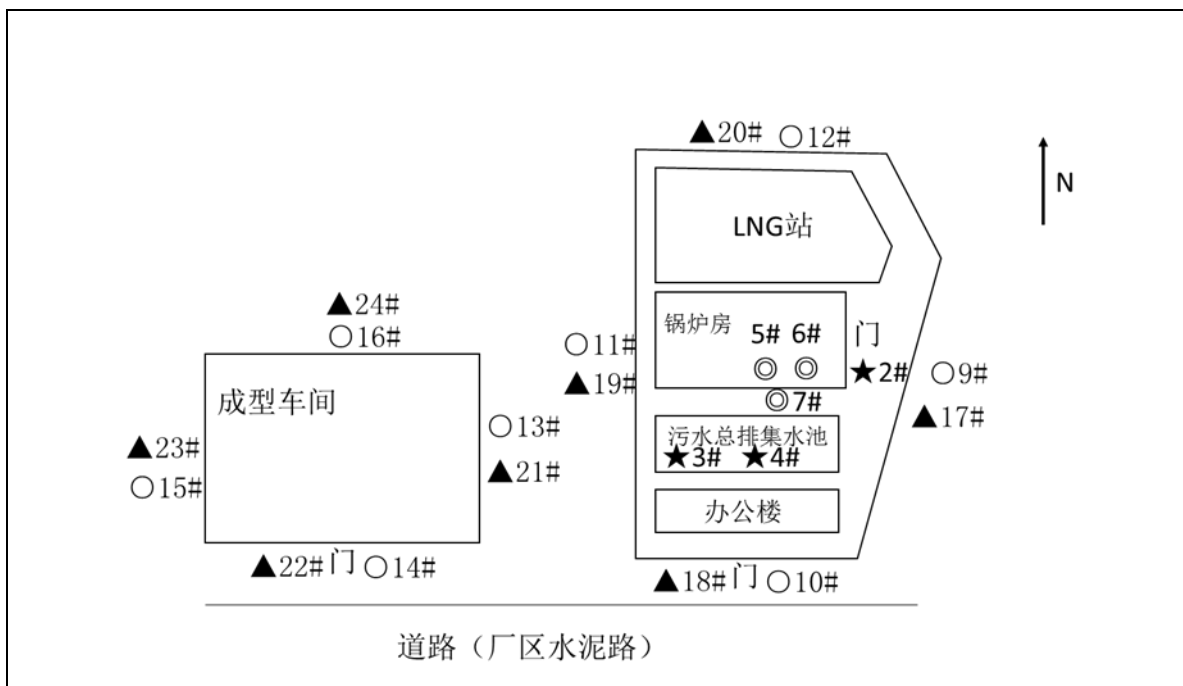 ▲20# ○12#
N
LNG站
▲24#
○16#
锅炉房
5# 6#
门
○11#
★2#
○9#
▲19#
成型车间
◎7#
▲17#
○13#
污水总排集水池
▲23#
★3# ★4#
▲21#
○15#
办公楼
▲22# 门 ○14#
▲18# 门 ○10#
道路（厂区水泥路）